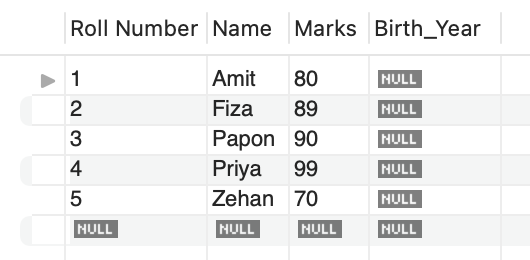 Roll Number Name Marks Birth_Year
1 Amit 80 NULL
2 Fiza 89 NULL
3 Papon 90 NULL
4 Priya 99 NULL
5 Zehan 70 NULL
NULL NULL NULL NULL